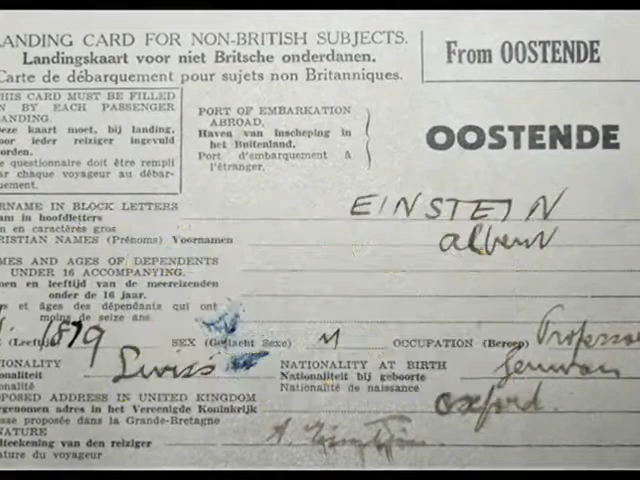 LANDING CARD FOR NON-BRITISH SUBJECTS.
Landingskaart voor niet Britsche onderdanen.
Carte de débarquement pour sujets non Britanniques.
From OOSTENDE
THIS CARD MUST BE FILLED
IN BY EACH PASSENGER
LANDING.
Deze kaart moet, bij landing,
door ieder reiziger ingevuld
worden.
questionnaire doit être rempli
par chaque voyageur au débar-
quement.
PORT OF EMBARKATION
ABROAD,
Haven van inscheping in
het Buitenland.
Port d'embarquement à
l'étranger.
OOSTENDE
SURNAME IN BLOCK LETTERS
EINSTEIN
in hoofdletters
en caractères gros
CHRISTIAN NAMES (Prénoms) Voornamen
Albert
NAMES AND AGES OF DEPENDENTS
UNDER 16 ACCOMPANYING.
en leeftijd van de meereizenden
onder de 16 jaar.
et âges des dépendants qui ont
moins de seize ans.
(Leeftijd) 1879
SEX (Geslacht Sexe) M
OCCUPATION (Beroep) Professor
NATIONALITY
Nationaliteit
Nationalité
Swiss
NATIONALITY AT BIRTH
Nationaliteit bij geboorte
Nationalité de naissance
German
PROPOSED ADDRESS IN UNITED KINGDOM
Voorgenomen adres in het Vereenigde Koninkrijk
Adresse proposée dans la Grande-Bretagne
Oxford.
SIGNATURE
Handteekening van den reiziger
Signature du voyageur
A. Einstein